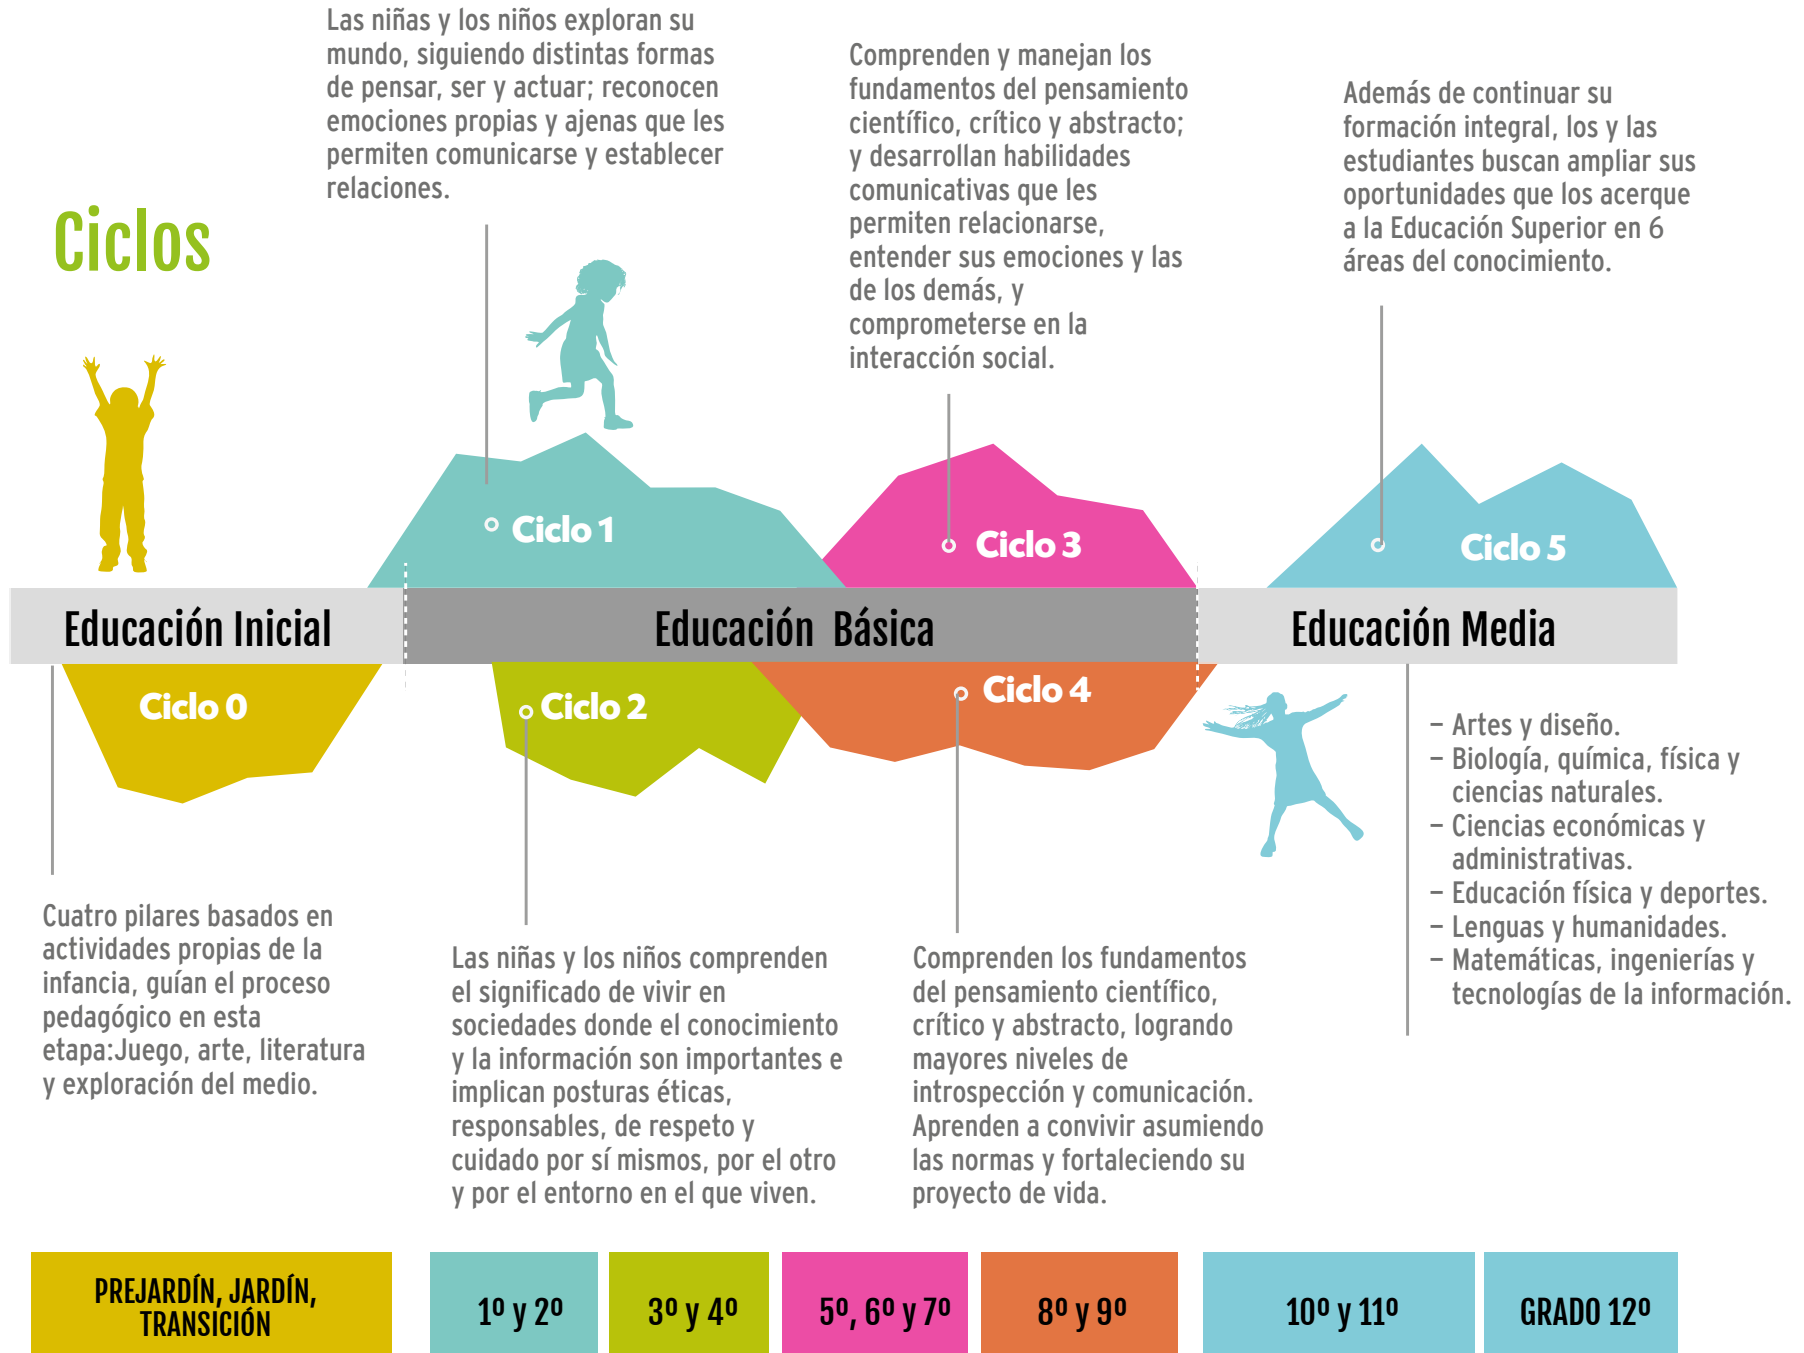 Ciclos
Las niñas y los niños exploran su
mundo, siguiendo distintas formas
de pensar, ser y actuar; reconocen
emociones propias y ajenas que les
permiten comunicarse y establecer
relaciones.
Comprenden y manejan los
fundamentos del pensamiento
científico, crítico y abstracto;
y desarrollan habilidades
comunicativas que les
permiten relacionarse,
entender sus emociones y las
de los demás, y
comprometerse en la
interacción social.
Además de continuar su
formación integral, los y las
estudiantes buscan ampliar sus
oportunidades que los acerque
a la Educación Superior en 6
áreas del conocimiento.
Ciclo 1
Ciclo 3
Ciclo 5
Educación Inicial
Educación Básica
Educación Media
Ciclo 0
Ciclo 2
Ciclo 4
Cuatro pilares basados en
actividades propias de la
infancia, guían el proceso
pedagógico en esta
etapa:Juego, arte, literatura
y exploración del medio.
Las niñas y los niños comprenden
el significado de vivir en
sociedades donde el conocimiento
y la información son importantes e
implican posturas éticas,
responsables, de respeto y
cuidado por sí mismos, por el otro
y por el entorno en el que viven.
Comprenden los fundamentos
del pensamiento científico,
crítico y abstracto, logrando
mayores niveles de
introspección y comunicación.
Aprenden a convivir asumiendo
las normas y fortaleciendo su
proyecto de vida.
– Artes y diseño.
– Biología, química, física y
ciencias naturales.
– Ciencias económicas y
administrativas.
– Educación física y deportes.
– Lenguas y humanidades.
– Matemáticas, ingenierías y
tecnologías de la información.
PREJARDÍN, JARDÍN,
TRANSICIÓN
1º y 2º
3º y 4º
5º, 6º y 7º
8º y 9º
10º y 11º
GRADO 12º